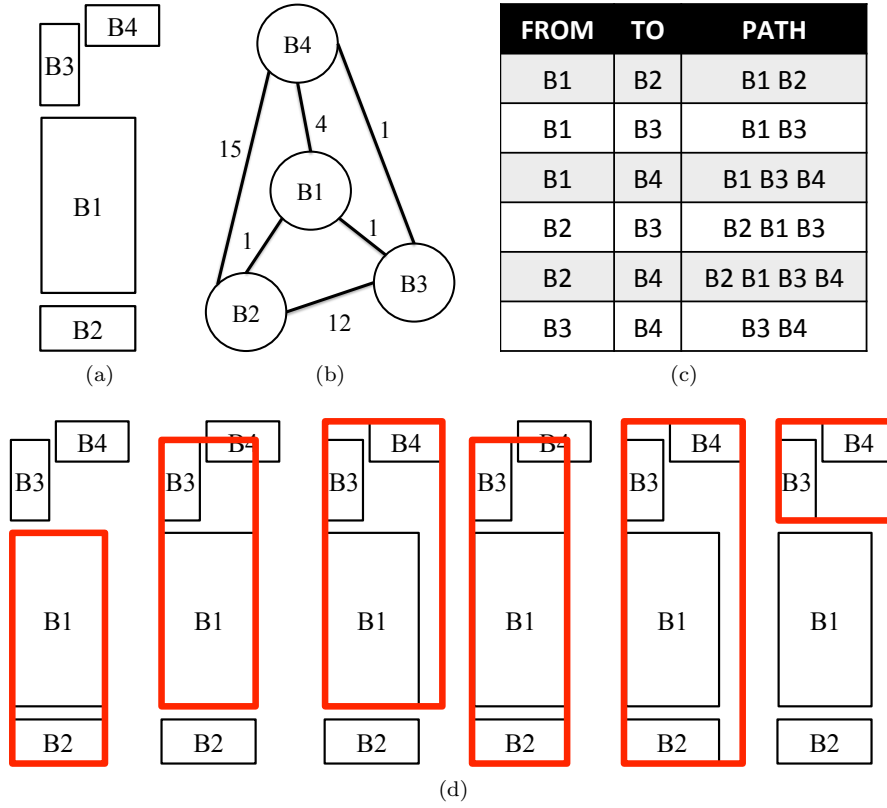 B4
B3
B1
B2
(a)
B4
15
4
1
B1
1
1
B3
B2
12
(b)
FROM TO PATH
B1 B2 B1 B2
B1 B3 B1 B3
B1 B4 B1 B3 B4
B2 B3 B2 B1 B3
B2 B4 B2 B1 B3 B4
B3 B4 B3 B4
(c)
B4 B4 B4 B4 B4 B4
B3 B3 B3 B3 B3 B3
B1 B1 B1 B1 B1 B1
B2 B2 B2 B2 B2 B2
(d)